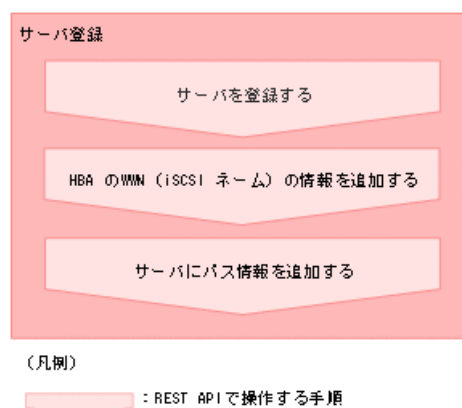 サーバ登録
サーバを登録する
HBA のWWN (iSCSI ネーム) の情報を追加する
サーバにパス情報を追加する
(凡例)
:REST APIで操作する手順